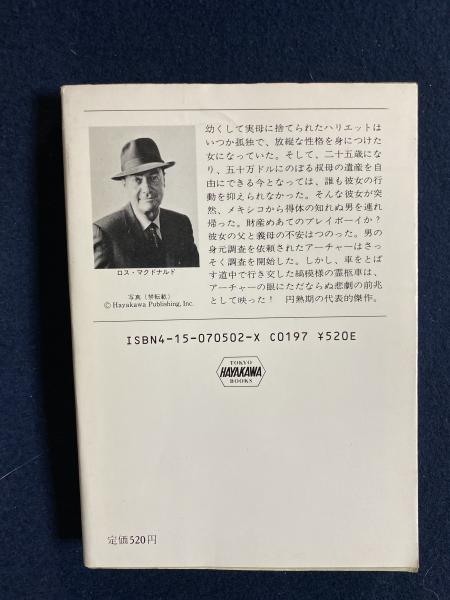 幼くして実母に捨てられたハリエットは
いつか孤独で、放縦な性格を身につけた
女になっていた。そして、二十五歳にな
り、五十万ドルにのぼる叔母の遺産を自
由にできる今となっては、誰も彼女の行
動を抑えられなかった。そんな彼女が突
然、メキシコから得体の知れぬ男を連れ
帰った。財産めあてのプレイボーイか？
彼女の父と義母の不安はつのった。男の
身元調査を依頼されたアーチャーはさっ
そく調査を開始した。しかし、車をとば
す道中で行き交した縞模様の霊柩車は、
アーチャーの眼にただならぬ悲劇の前兆
として映った！　円熟期の代表的傑作。
ロス・マクドナルド
写真（禁転載）
© Hayakawa Publishing, Inc.
ISBN4-15-070502-X C0197 ¥520E
TOKYO
HAYAKAWA
BOOKS
定価520円